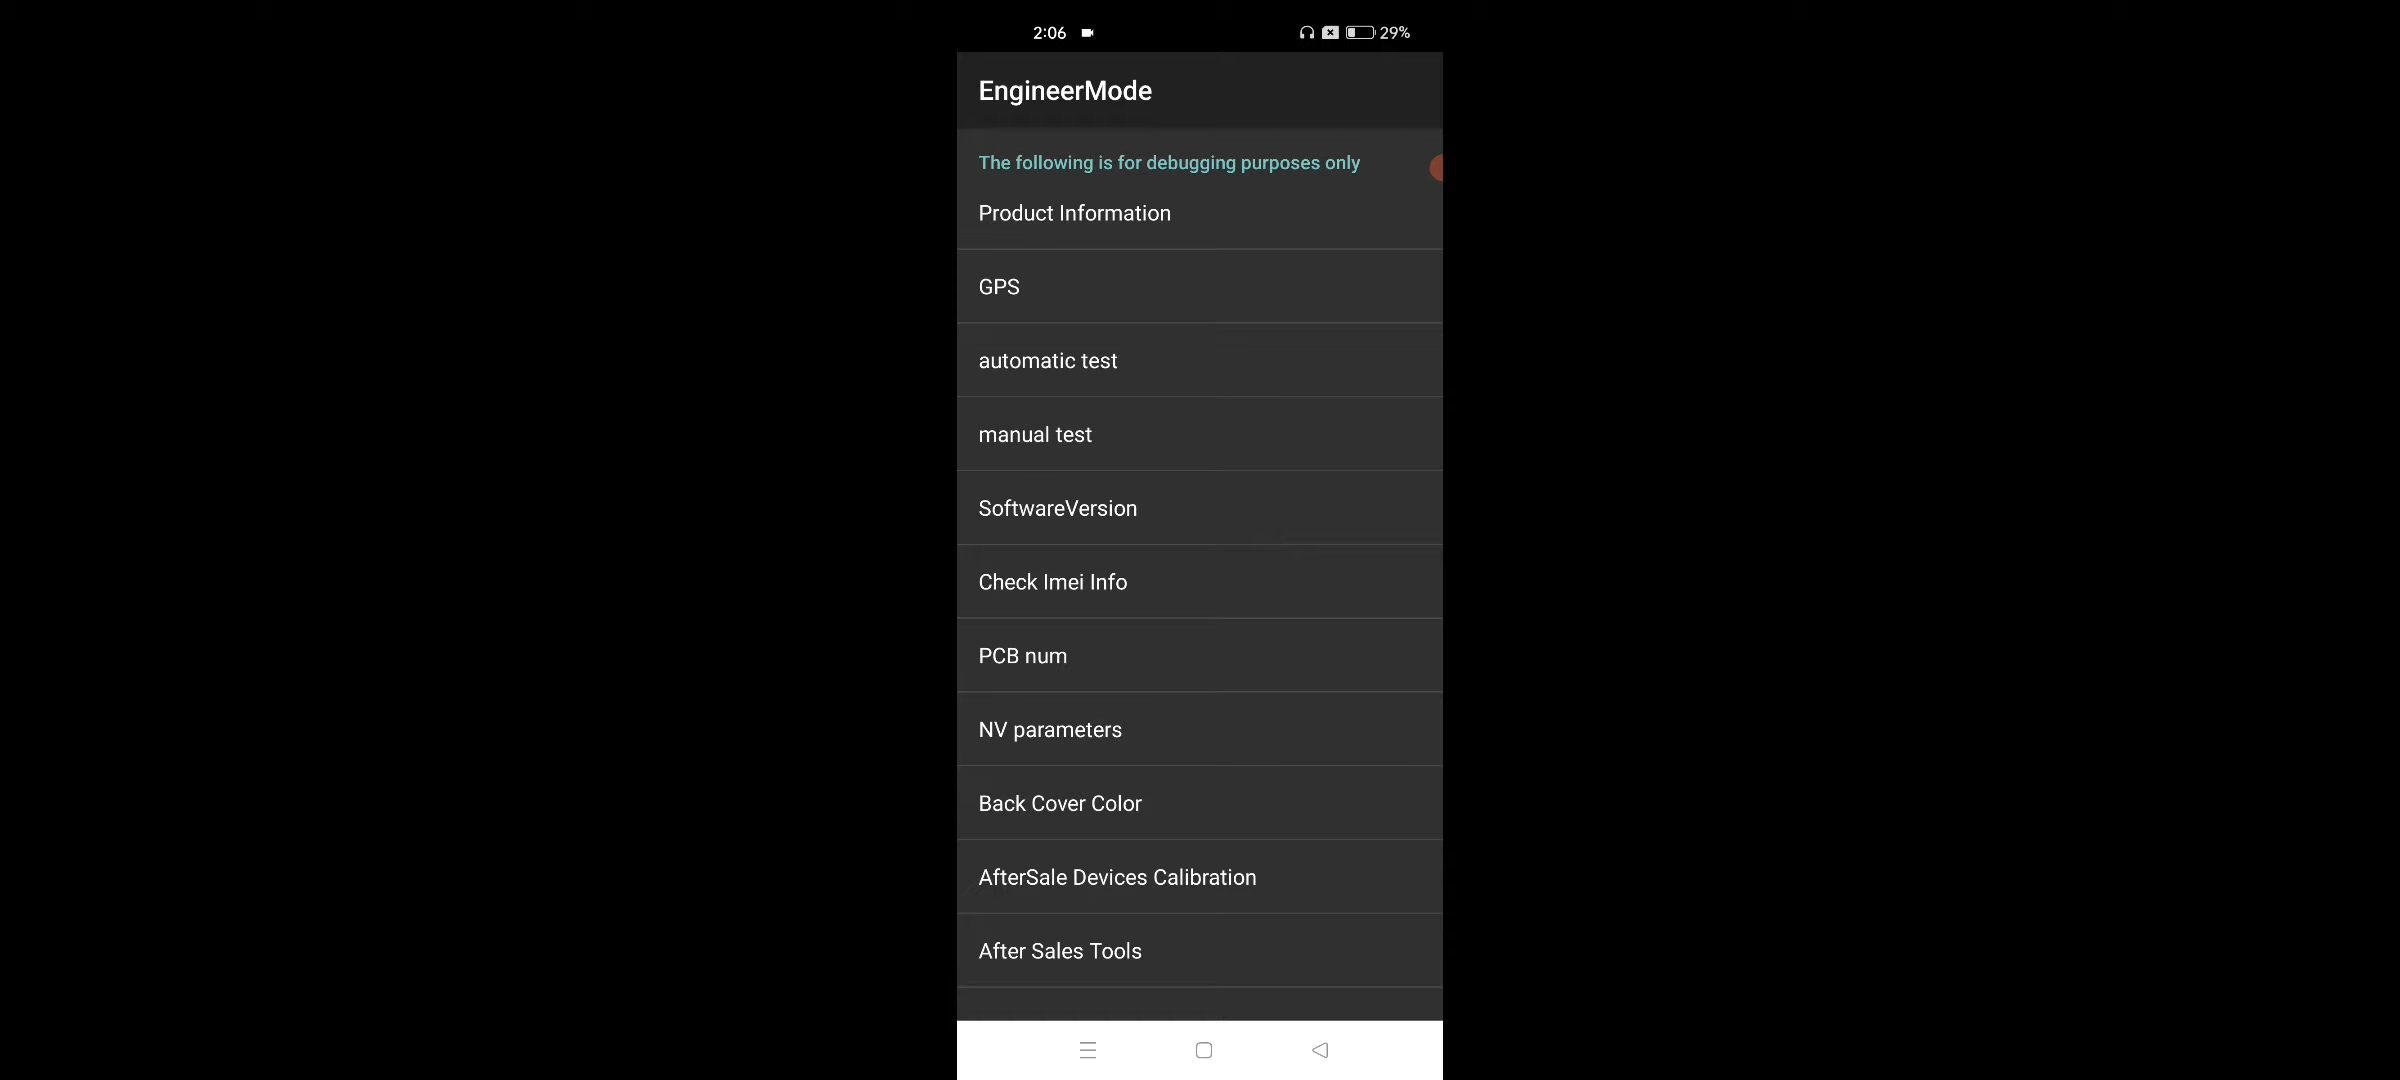 2:06 29%
EngineerMode
The following is for debugging purposes only
Product Information
GPS
automatic test
manual test
SoftwareVersion
Check Imei Info
PCB num
NV parameters
Back Cover Color
AfterSale Devices Calibration
After Sales Tools